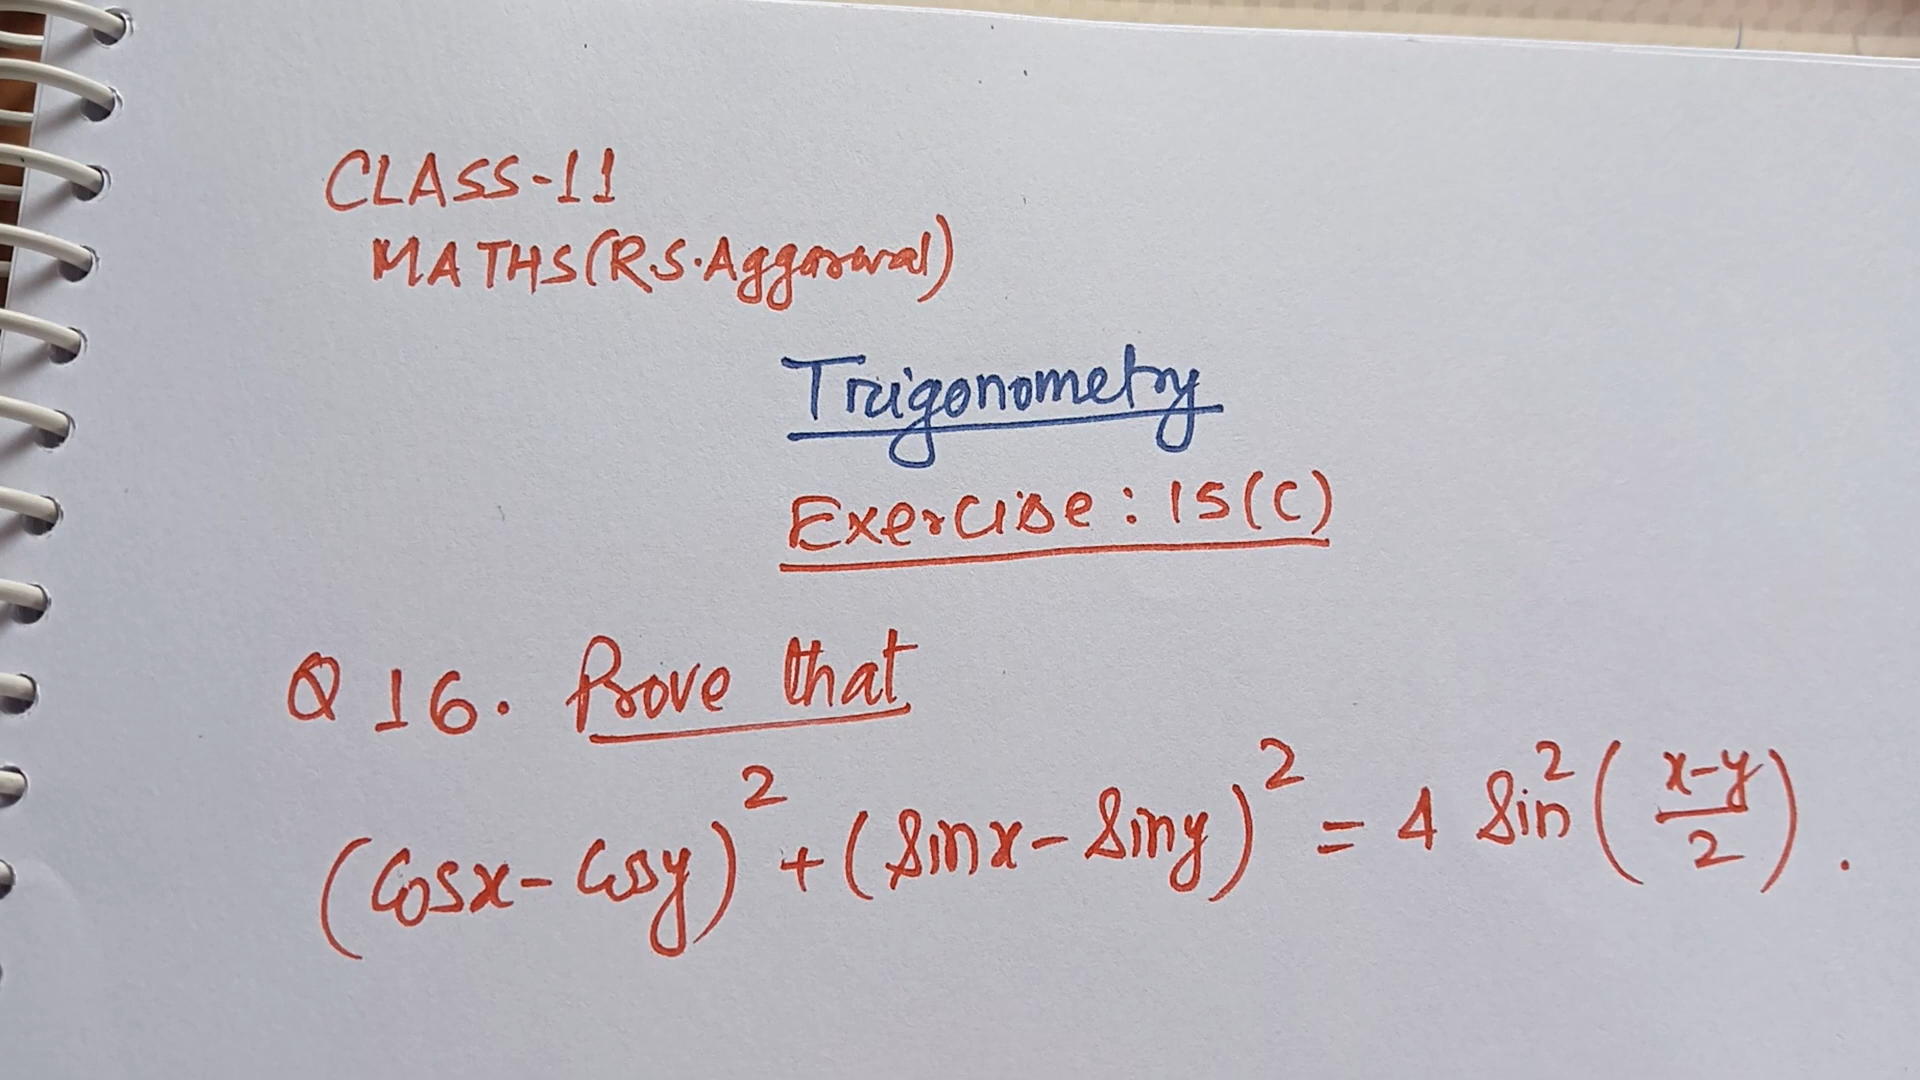 CLASS-11
MATHS(R.S.Aggarwal)
Trigonometry
Exercise: 15(C)
Q 16. Prove that
(Cosx - Cosy)² + (Sinx - Siny)² = 4 Sin² (x-y/2).